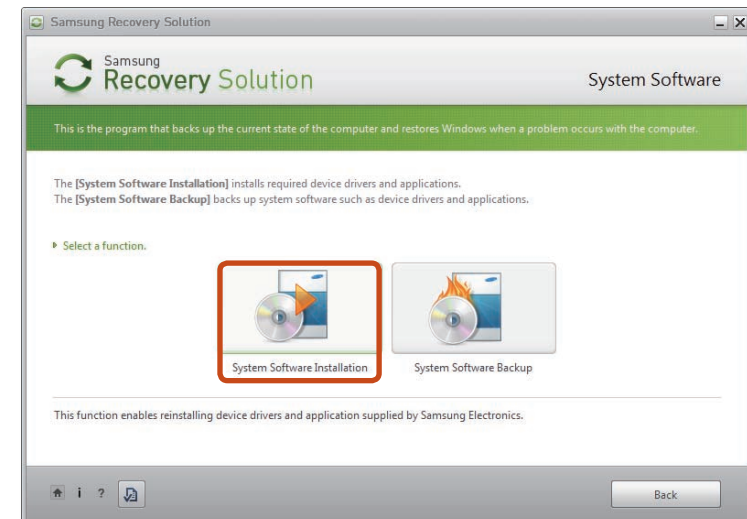 Samsung Recovery Solution
Samsung
Recovery Solution
System Software
This is the program that backs up the current state of the computer and restores Windows when a problem occurs with the computer.
The [System Software Installation] installs required device drivers and applications.
The [System Software Backup] backs up system software such as device drivers and applications.
Select a function.
System Software Installation
System Software Backup
This function enables reinstalling device drivers and application supplied by Samsung Electronics.
i ?
Back